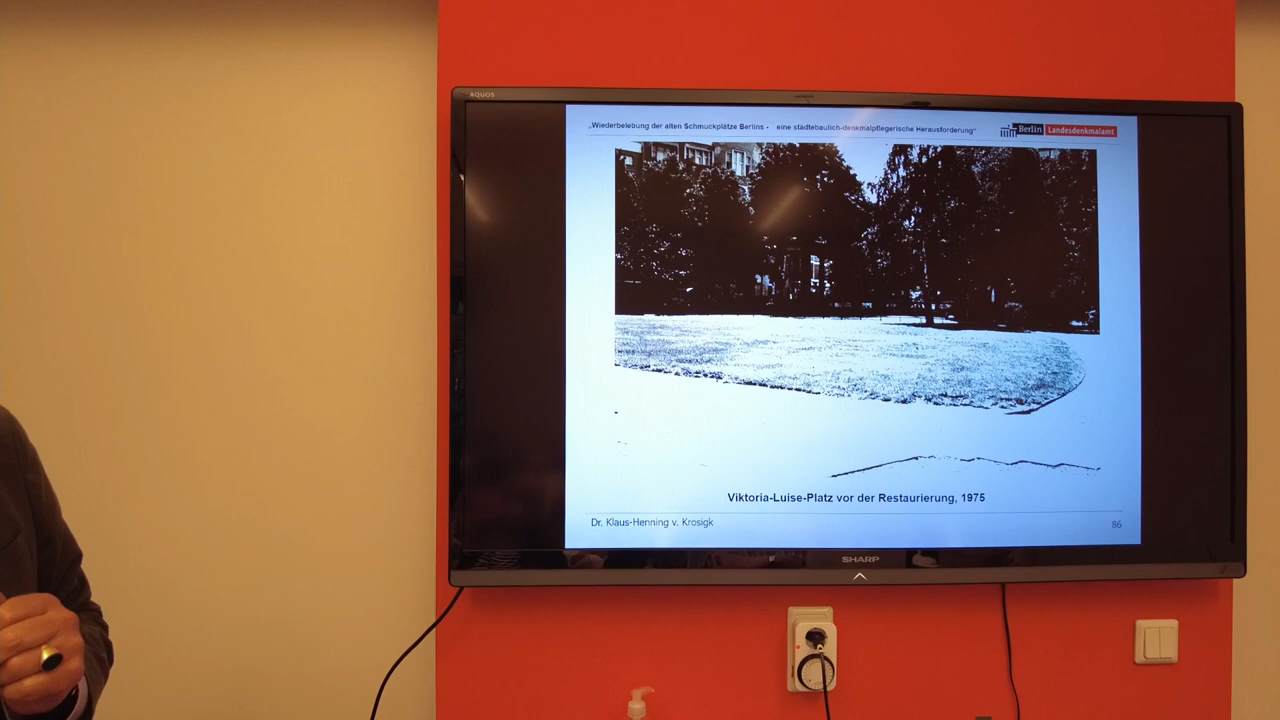 AQUOS
„Wiederbelebung der alten Schmuckplätze Berlins - eine städtebaulich-denkmalpflegerische Herausforderung“
Berlin Landesdenkmalamt
Viktoria-Luise-Platz vor der Restaurierung, 1975
Dr. Klaus-Henning v. Krosigk
86
SHARP